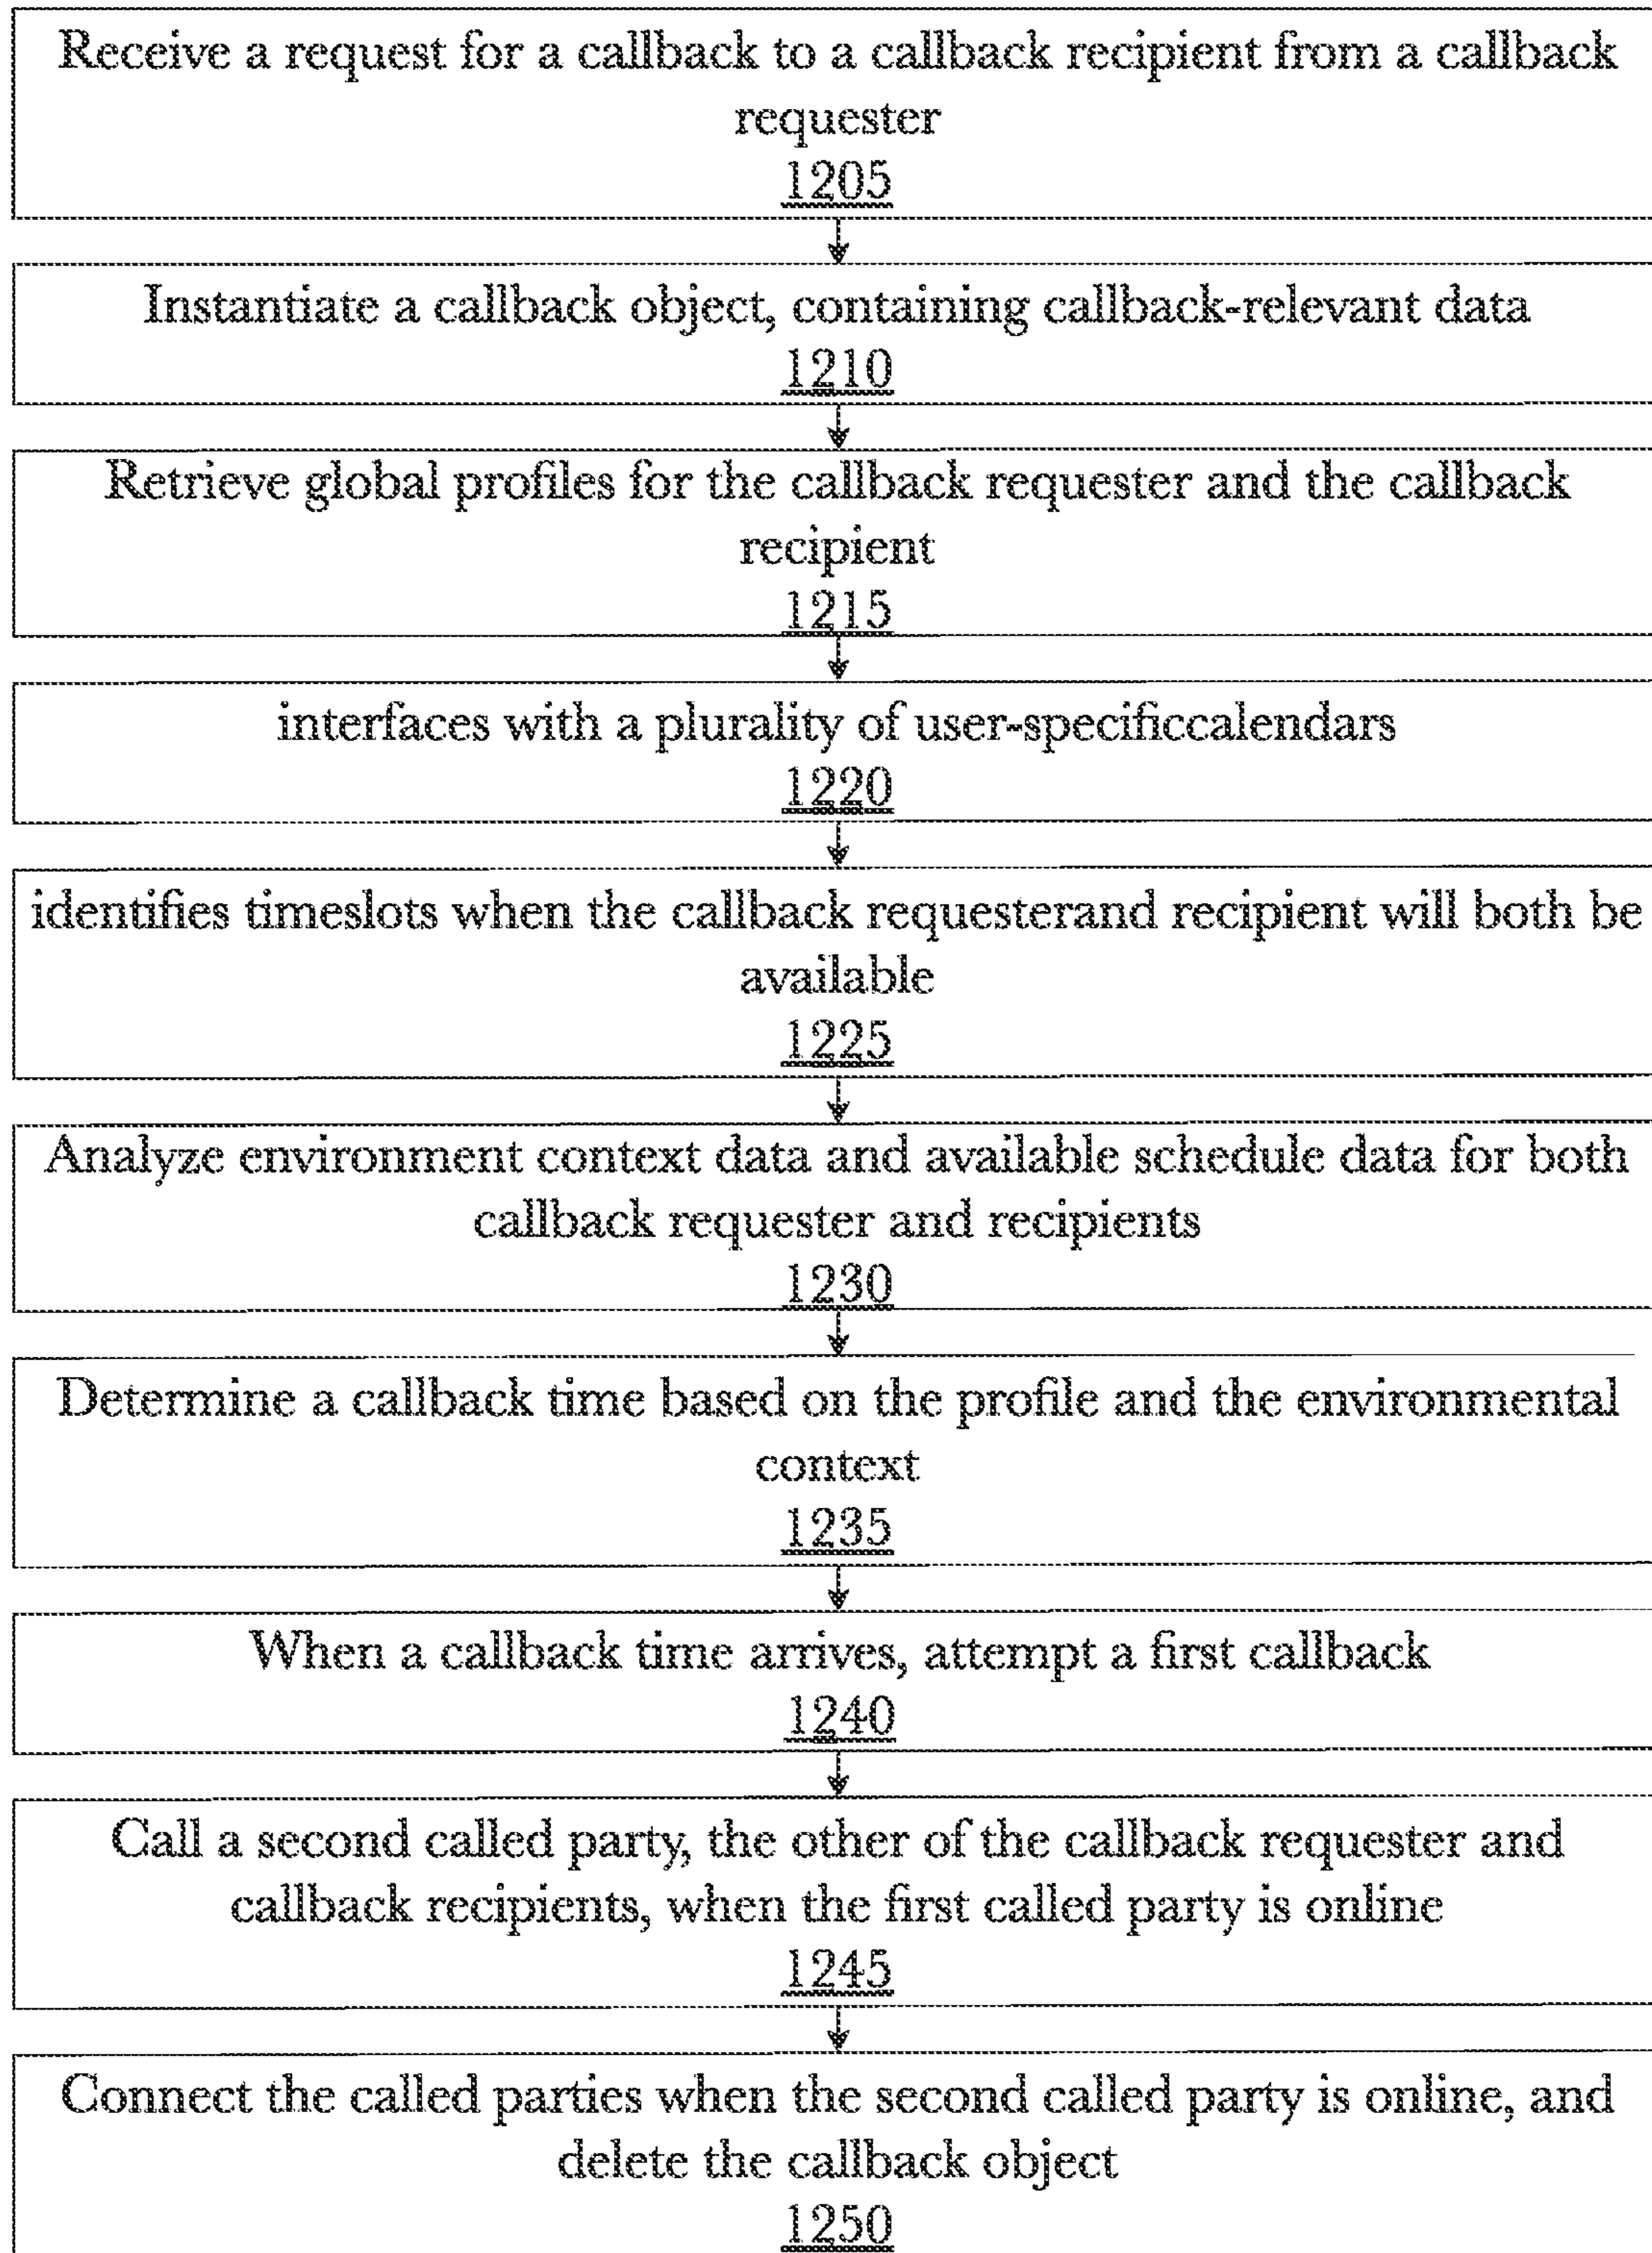 Receive a request for a callback to a callback recipient from a callback
requester
1205
Instantiate a callback object, containing callback-relevant data
1210
Retrieve global profiles for the callback requester and the callback
recipient
1215
interfaces with a plurality of user-specificcalendars
1220
identifies timeslots when the callback requesterand recipient will both be
available
1225
Analyze environment context data and available schedule data for both
callback requester and recipients
1230
Determine a callback time based on the profile and the environmental
context
1235
When a callback time arrives, attempt a first callback
1240
Call a second called party, the other of the callback requester and
callback recipients, when the first called party is online
1245
Connect the called parties when the second called party is online, and
delete the callback object
1250